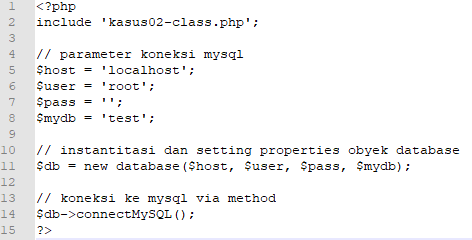 1 <?php
2 include 'kasus02-class.php';
3
4 // parameter koneksi mysql
5 $host = 'localhost';
6 $user = 'root';
7 $pass = '';
8 $mydb = 'test';
9
10 // instantitasi dan setting properties obyek database
11 $db = new database($host, $user, $pass, $mydb);
12
13 // koneksi ke mysql via method
14 $db->connectMySQL();
15 ?>